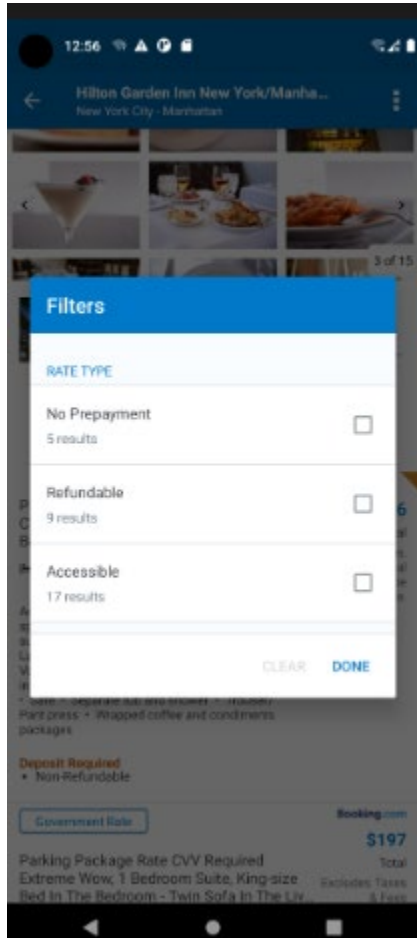 12:56
Hilton Garden Inn New York/Manha...
New York City - Manhattan
3 of 15
Filters
RATE TYPE
No Prepayment
5 results
Refundable
9 results
Accessible
17 results
CLEAR DONE
• Safe • Separate tub and shower • Trouser/
Pant press • Wrapped coffee and condiments
packages
Deposit Required
• Non-Refundable
Government Rate
Booking.com
$197
Total
Parking Package Rate CVV Required
Extreme Wow, 1 Bedroom Suite, King-size
Excludes Taxes
Bed In The Bedroom - Twin Sofa In The Liv...
& Fees